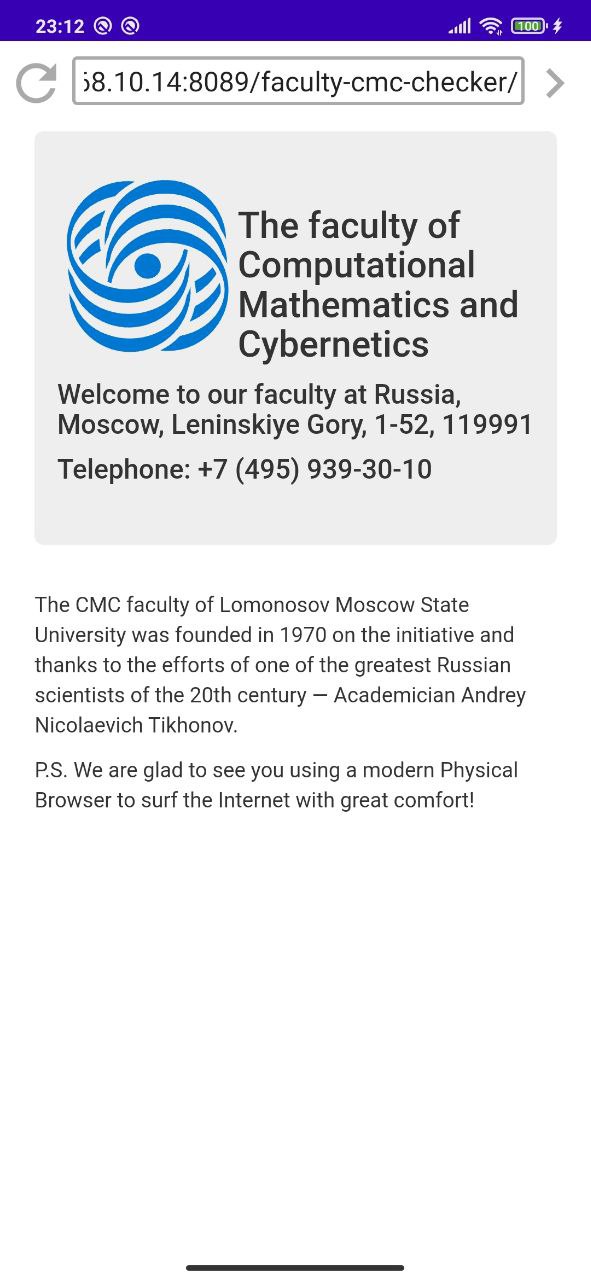 23:12
100
58.10.14:8089/faculty-cmc-checker/
The faculty of
Computational
Mathematics and
Cybernetics
Welcome to our faculty at Russia,
Moscow, Leninskiye Gory, 1-52, 119991
Telephone: +7 (495) 939-30-10
The CMC faculty of Lomonosov Moscow State
University was founded in 1970 on the initiative and
thanks to the efforts of one of the greatest Russian
scientists of the 20th century — Academician Andrey
Nicolaevich Tikhonov.
P.S. We are glad to see you using a modern Physical
Browser to surf the Internet with great comfort!